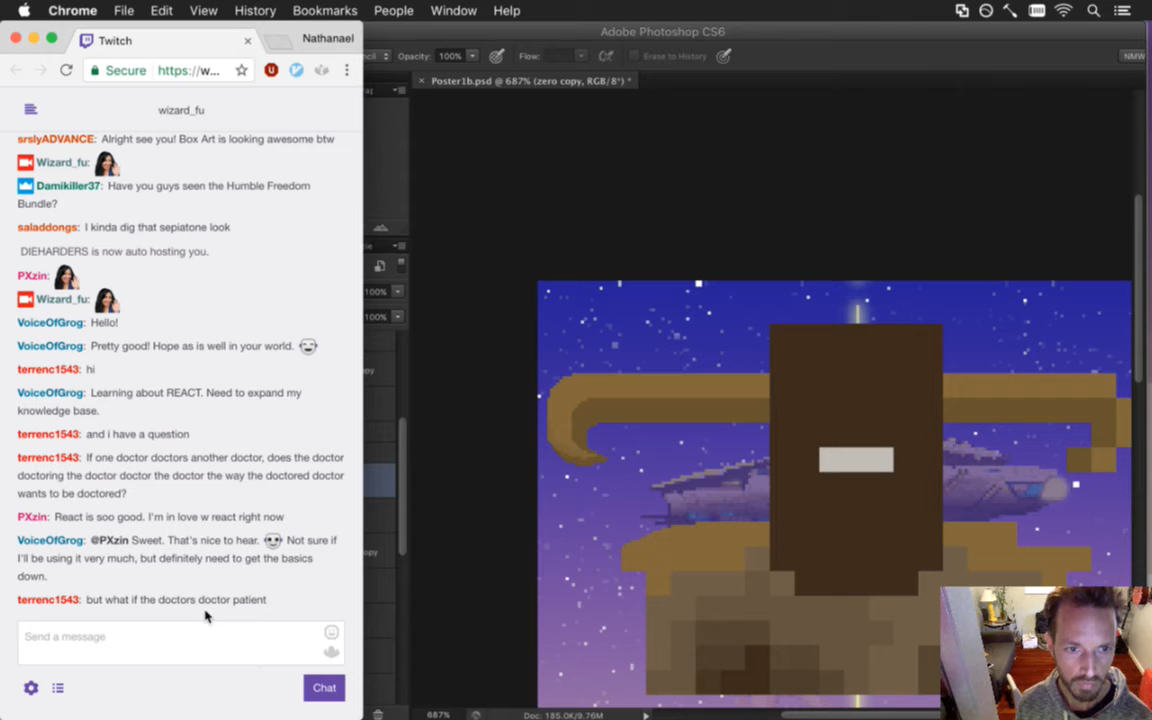 Chrome File Edit View History Bookmarks People Window Help
Twitch
Nathanael
Secure https://w...
wizard_fu
srslyADVANCE: Alright see you! Box Art is looking awesome btw
Wizard_fu:
Damikiller37: Have you guys seen the Humble Freedom
Bundle?
saladdongs: I kinda dig that sepiatone look
DIEHARDERS is now auto hosting you.
PXzin:
Wizard_fu:
VoiceOfGrog: Hello!
VoiceOfGrog: Pretty good! Hope as is well in your world.
terrenc1543: hi
VoiceOfGrog: Learning about REACT. Need to expand my
knowledge base.
terrenc1543: and i have a question
terrenc1543: If one doctor doctors another doctor, does the doctor
doctoring the doctor doctor the doctor the way the doctored doctor
wants to be doctored?
PXzin: React is soo good. I'm in love w react right now
VoiceOfGrog: @PXzin Sweet. That's nice to hear. Not sure if
I'll be using it very much, but definitely need to get the basics
down.
terrenc1543: but what if the doctors doctor patient
Send a message
Chat
Adobe Photoshop CS6
Opacity: 100% Flow: Erase to History
NMW
Poster1b.psd @ 687% (zero copy, RGB/8*) *
100%
100%
687% Doc: 185.0K/9.76M